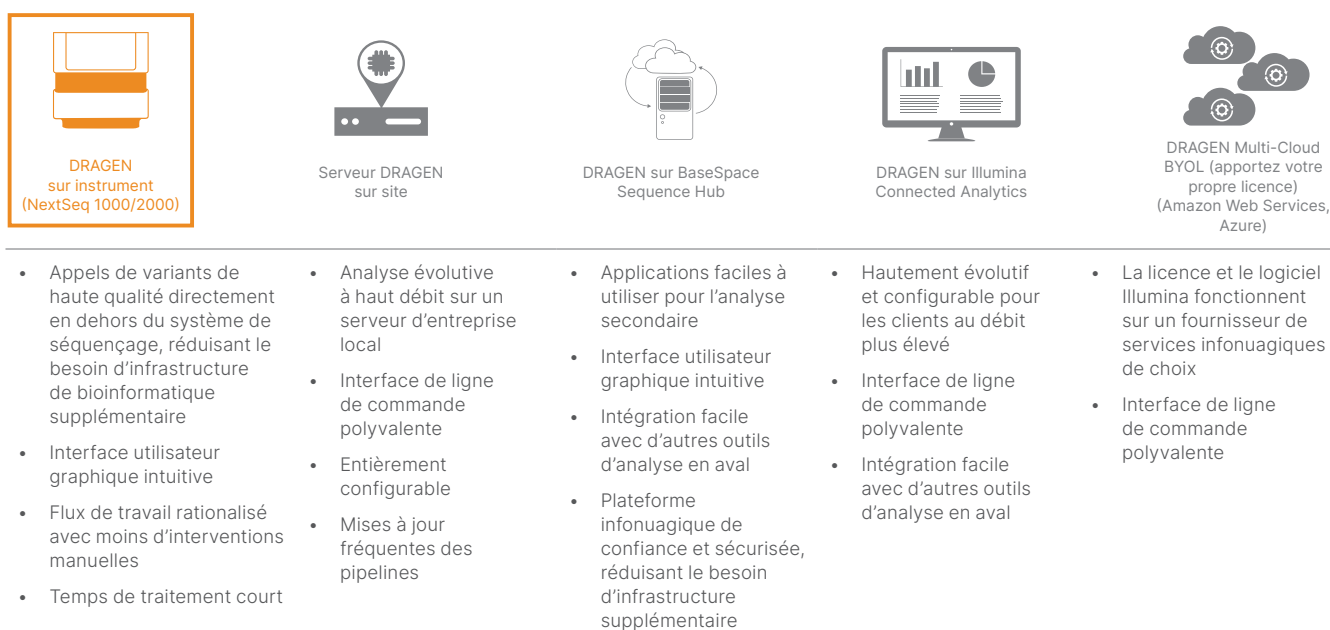 DRAGEN
sur instrument
(NextSeq 1000/2000)
Serveur DRAGEN
sur site
DRAGEN sur BaseSpace
Sequence Hub
DRAGEN sur Illumina
Connected Analytics
DRAGEN Multi-Cloud
BYOL (apportez votre
propre licence)
(Amazon Web Services,
Azure)
• Appels de variants de
haute qualité directement
en dehors du système de
séquençage, réduisant le
besoin d’infrastructure
de bioinformatique
supplémentaire
• Interface utilisateur
graphique intuitive
• Flux de travail rationalisé
avec moins d’interventions
manuelles
• Temps de traitement court
• Analyse évolutive
à haut débit sur un
serveur d’entreprise
local
• Interface de ligne
de commande
polyvalente
• Entièrement
configurable
• Mises à jour
fréquentes des
pipelines
• Applications faciles à
utiliser pour l’analyse
secondaire
• Interface utilisateur
graphique intuitive
• Intégration facile
avec d’autres outils
d’analyse en aval
• Plateforme
infonuagique de
confiance et sécurisée,
réduisant le besoin
d’infrastructure
supplémentaire
• Hautement évolutif
et configurable pour
les clients au débit
plus élevé
• Interface de ligne
de commande
polyvalente
• Intégration facile
avec d’autres outils
d’analyse en aval
• La licence et le logiciel
Illumina fonctionnent
sur un fournisseur de
services infonuagiques
de choix
• Interface de ligne
de commande
polyvalente